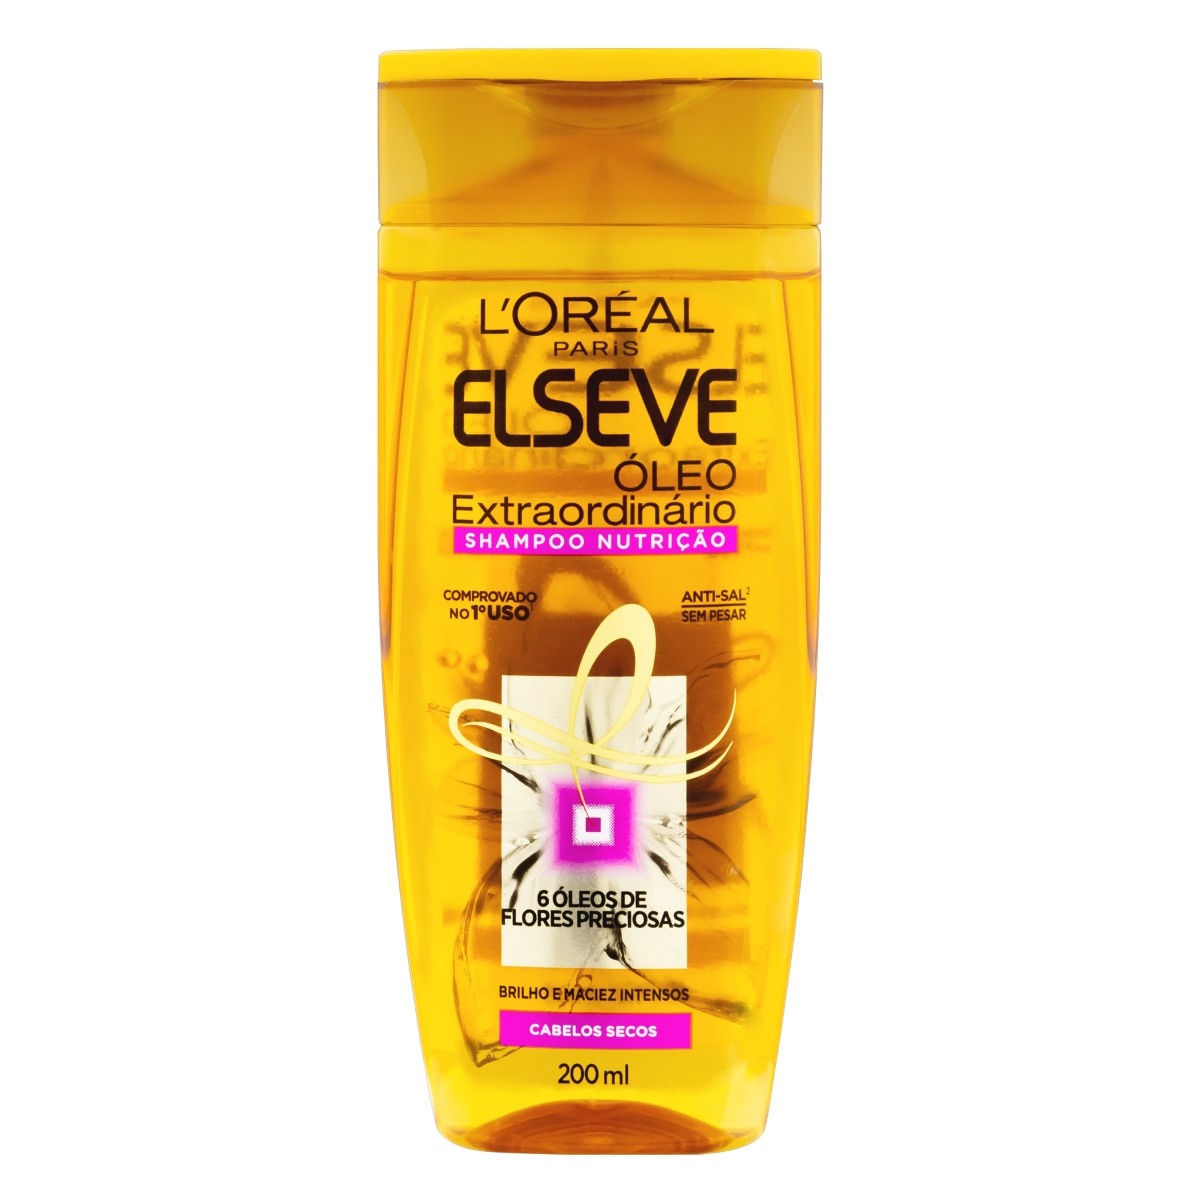 L'ORÉAL
PARiS
ELSEVE
ÓLEO
Extraordinário
SHAMPOO NUTRIÇÃO
COMPROVADO
NO 1º USO¹
ANTI-SAL²
SEM PESAR
6 ÓLEOS DE
FLORES PRECIOSAS
BRILHO E MACIEZ INTENSOS
CABELOS SECOS
200 ml